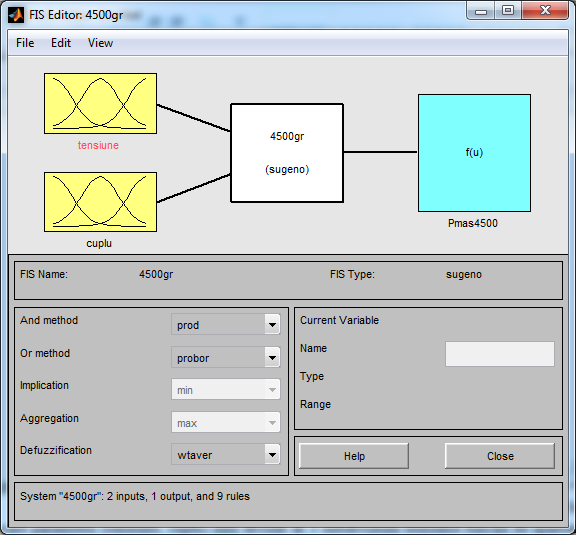 FIS Editor: 4500gr
File Edit View
tensiune
cuplu
4500gr
(sugeno)
f(u)
Pmas4500
FIS Name: 4500gr FIS Type: sugeno
And method prod
Or method probor
Implication min
Aggregation max
Defuzzification wtaver
Current Variable
Name
Type
Range
Help Close
System "4500gr": 2 inputs, 1 output, and 9 rules